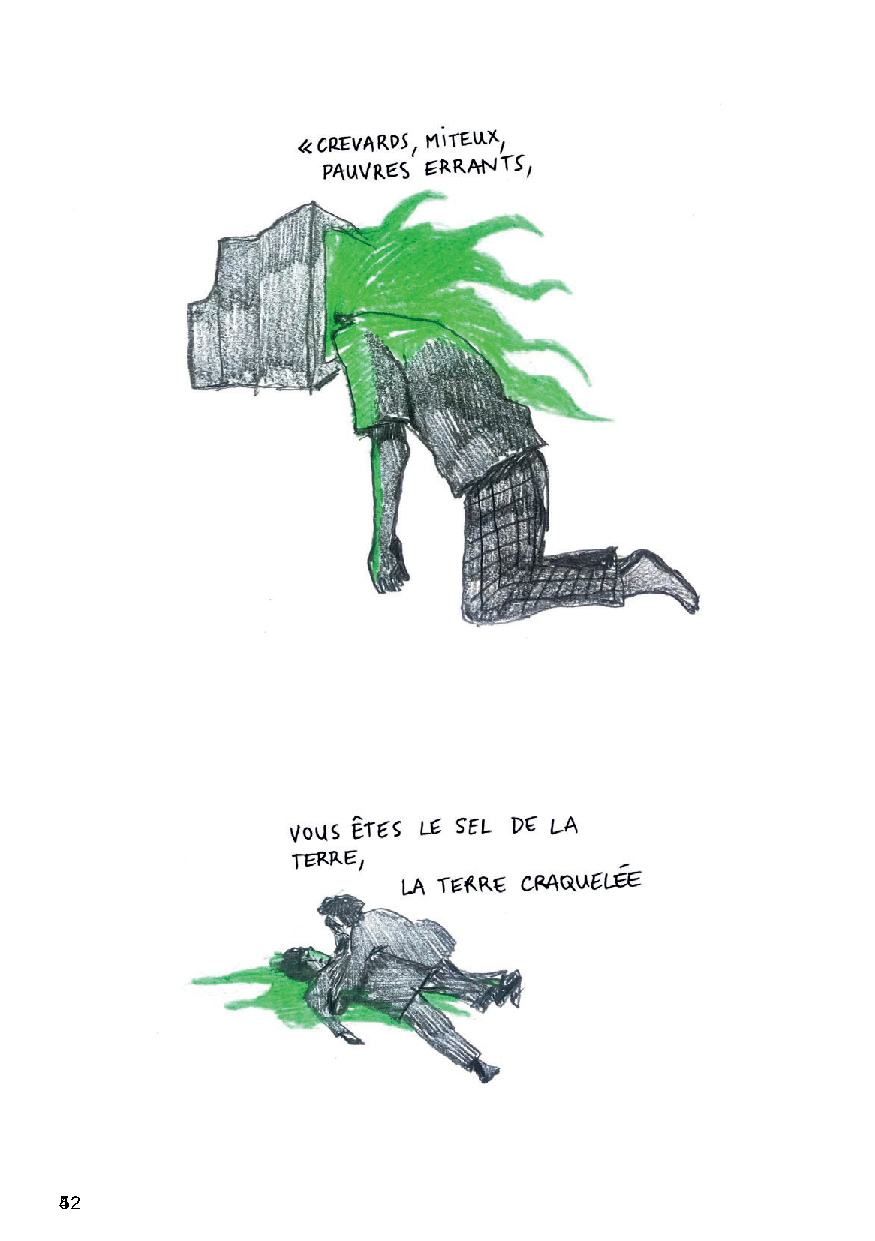 « CREVARDS, MITEUX,
PAUVRES ERRANTS,
VOUS ÊTES LE SEL DE LA
TERRE,
LA TERRE CRAQUELÉE